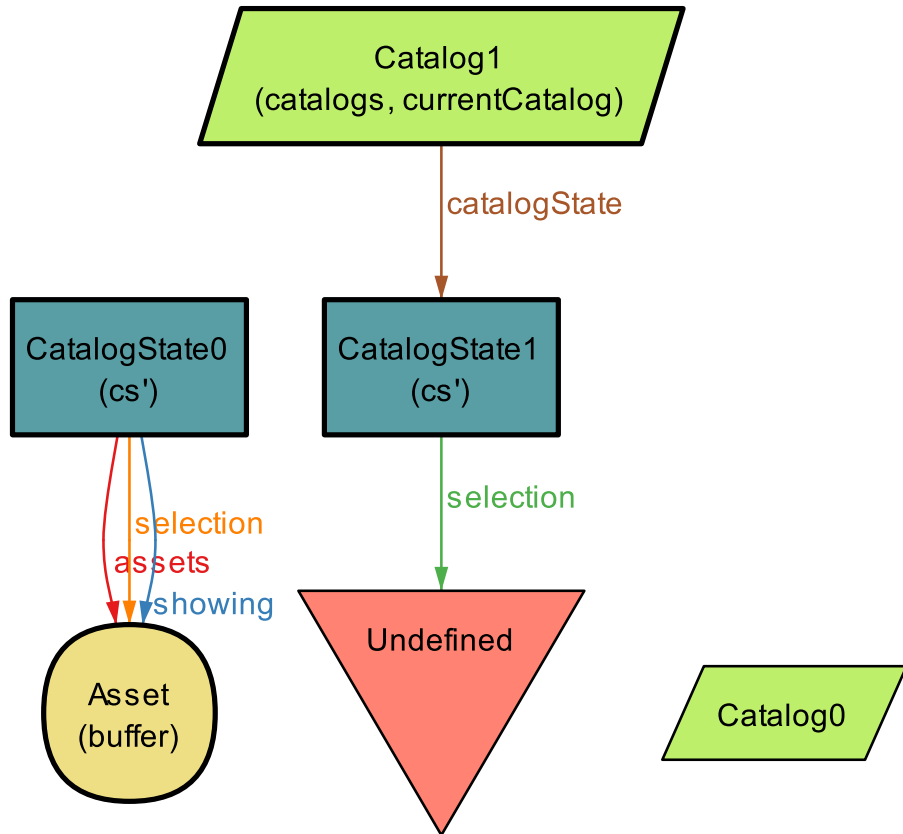 Catalog1
(catalogs, currentCatalog)
catalogState
CatalogState0
(cs')
CatalogState1
(cs')
selection
selection
assets
showing
Undefined
Asset
(buffer)
Catalog0